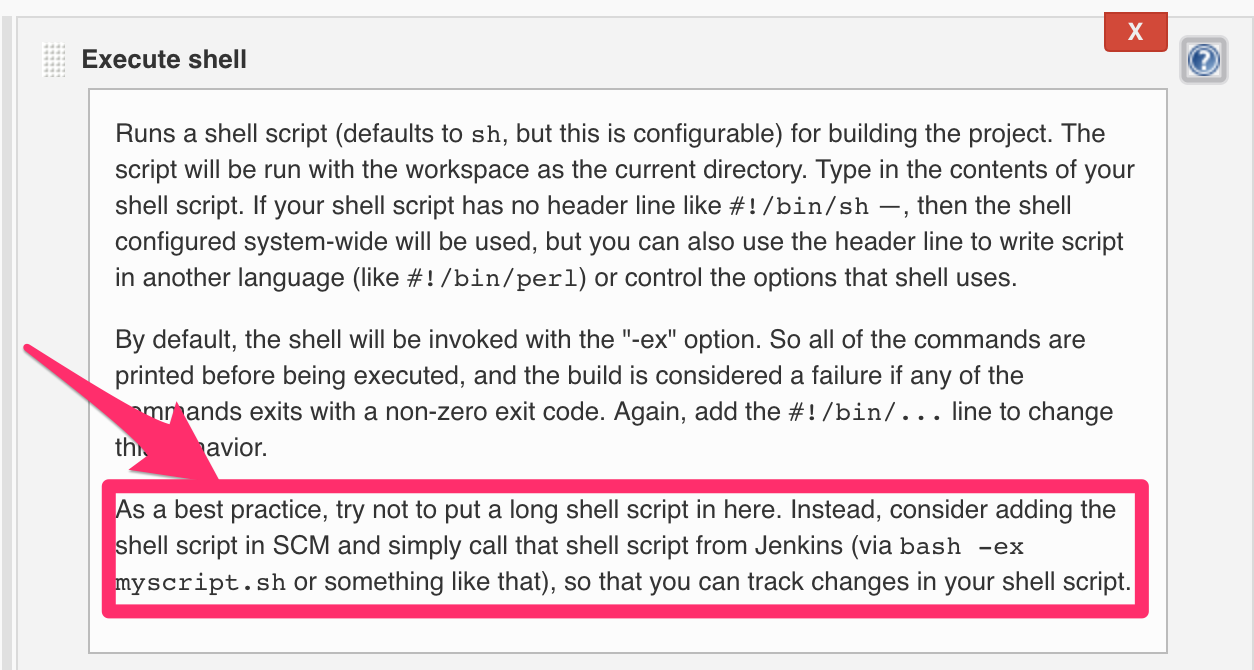 X
Execute shell
?
Runs a shell script (defaults to sh, but this is configurable) for building the project. The
script will be run with the workspace as the current directory. Type in the contents of your
shell script. If your shell script has no header line like #!/bin/sh —, then the shell
configured system-wide will be used, but you can also use the header line to write script
in another language (like #!/bin/perl) or control the options that shell uses.
By default, the shell will be invoked with the "-ex" option. So all of the commands are
printed before being executed, and the build is considered a failure if any of the
exits with a non-zero exit code. Again, add the #!/bin/... line to change
As a best practice, try not to put a long shell script in here. Instead, consider adding the
shell script in SCM and simply call that shell script from Jenkins (via bash -ex
myscript.sh or something like that), so that you can track changes in your shell script.